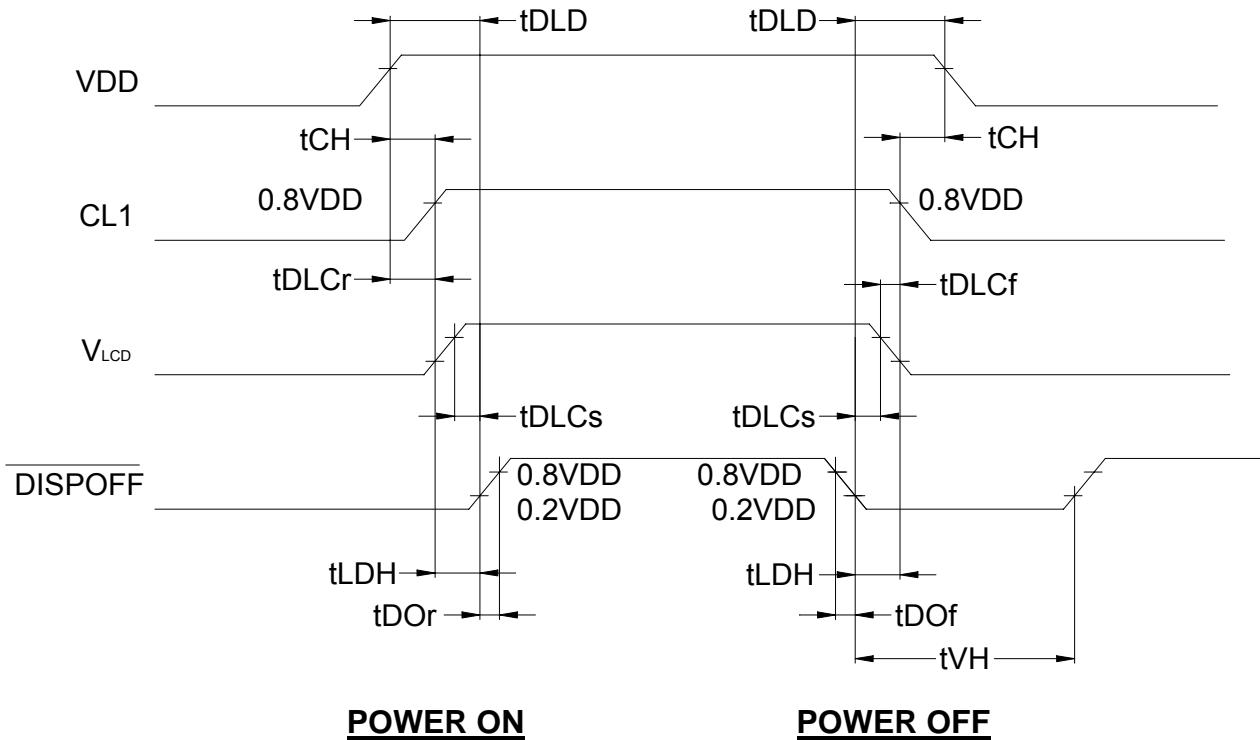 tDLD tDLD
VDD
tCH tCH
0.8VDD 0.8VDD
CL1
tDLCr tDLCf
VLCD
tDLCs tDLCs
DISPOFF
0.8VDD 0.8VDD
0.2VDD 0.2VDD
tLDH tLDH
tDOr tDOf
tVH
POWER ON POWER OFF